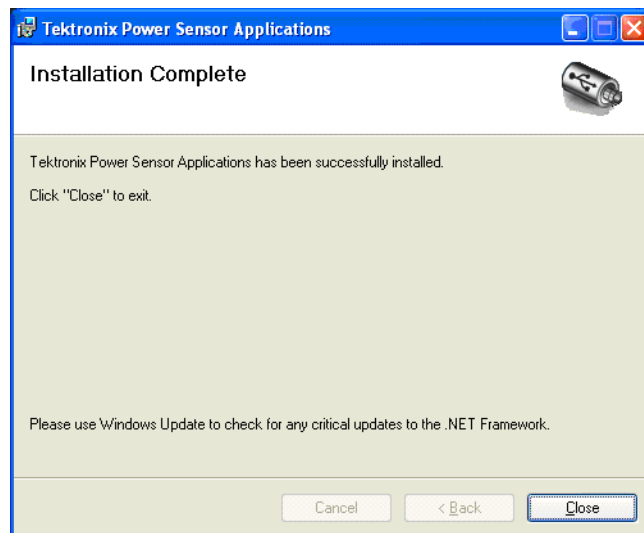 Tektronix Power Sensor Applications
Installation Complete
Tektronix Power Sensor Applications has been successfully installed.
Click "Close" to exit.
Please use Windows Update to check for any critical updates to the .NET Framework.
Cancel
< Back
Close